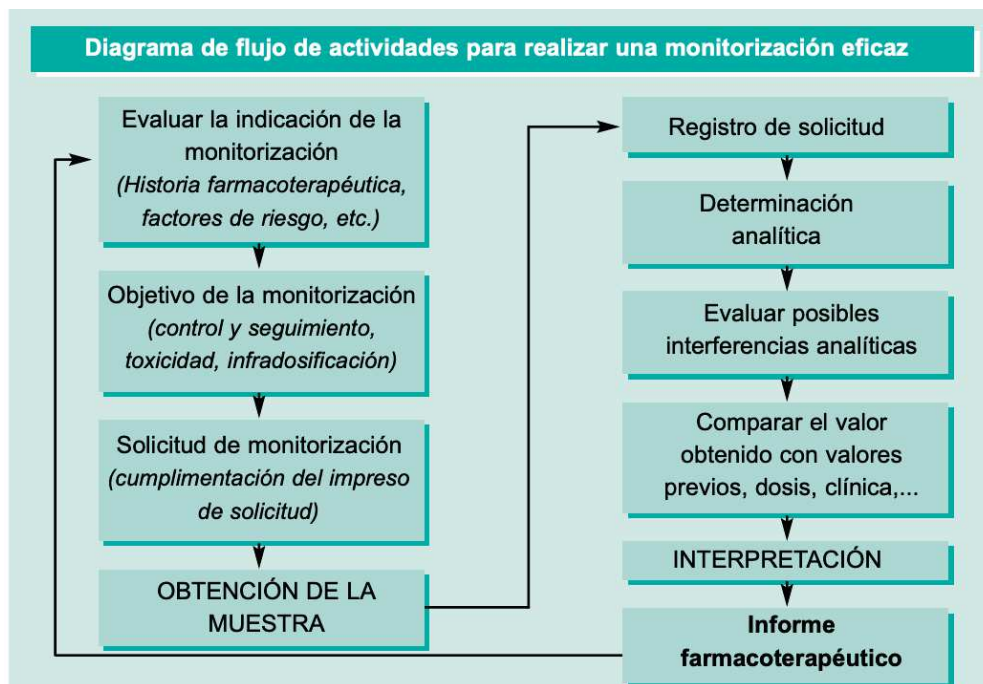 Diagrama de flujo de actividades para realizar una monitorización eficaz
Evaluar la indicación de la
monitorización
(Historia farmacoterapéutica,
factores de riesgo, etc.)
Objetivo de la monitorización
(control y seguimiento,
toxicidad, infradosificación)
Solicitud de monitorización
(cumplimentación del impreso
de solicitud)
OBTENCIÓN DE LA
MUESTRA
Registro de solicitud
Determinación
analítica
Evaluar posibles
interferencias analíticas
Comparar el valor
obtenido con valores
previos, dosis, clínica,...
INTERPRETACIÓN
Informe
farmacoterapéutico